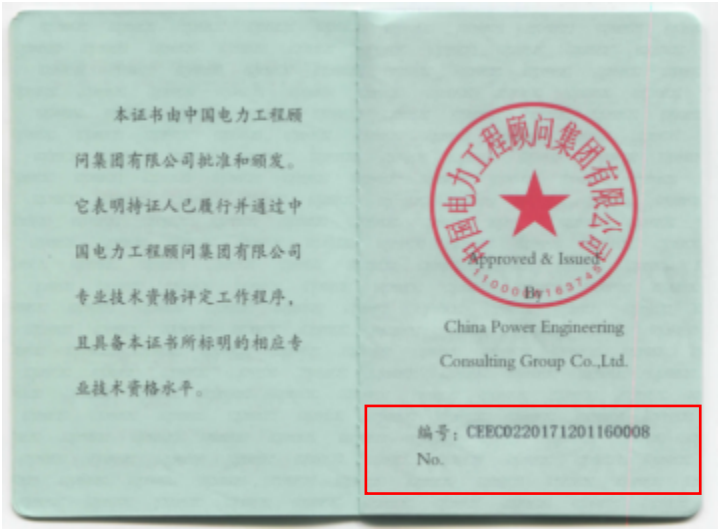 本证书由中国电力工程顾
问集团有限公司批准和颁发。
它表明持证人已履行并通过中
国电力工程顾问集团有限公司
专业技术资格评定工作程序，
且具备本证书所标明的相应专
业技术资格水平。
中国电力工程顾问集团有限公司
Approved & Issued
By
China Power Engineering
Consulting Group Co.,Ltd.
编号：CEEC0220171201160008
No.